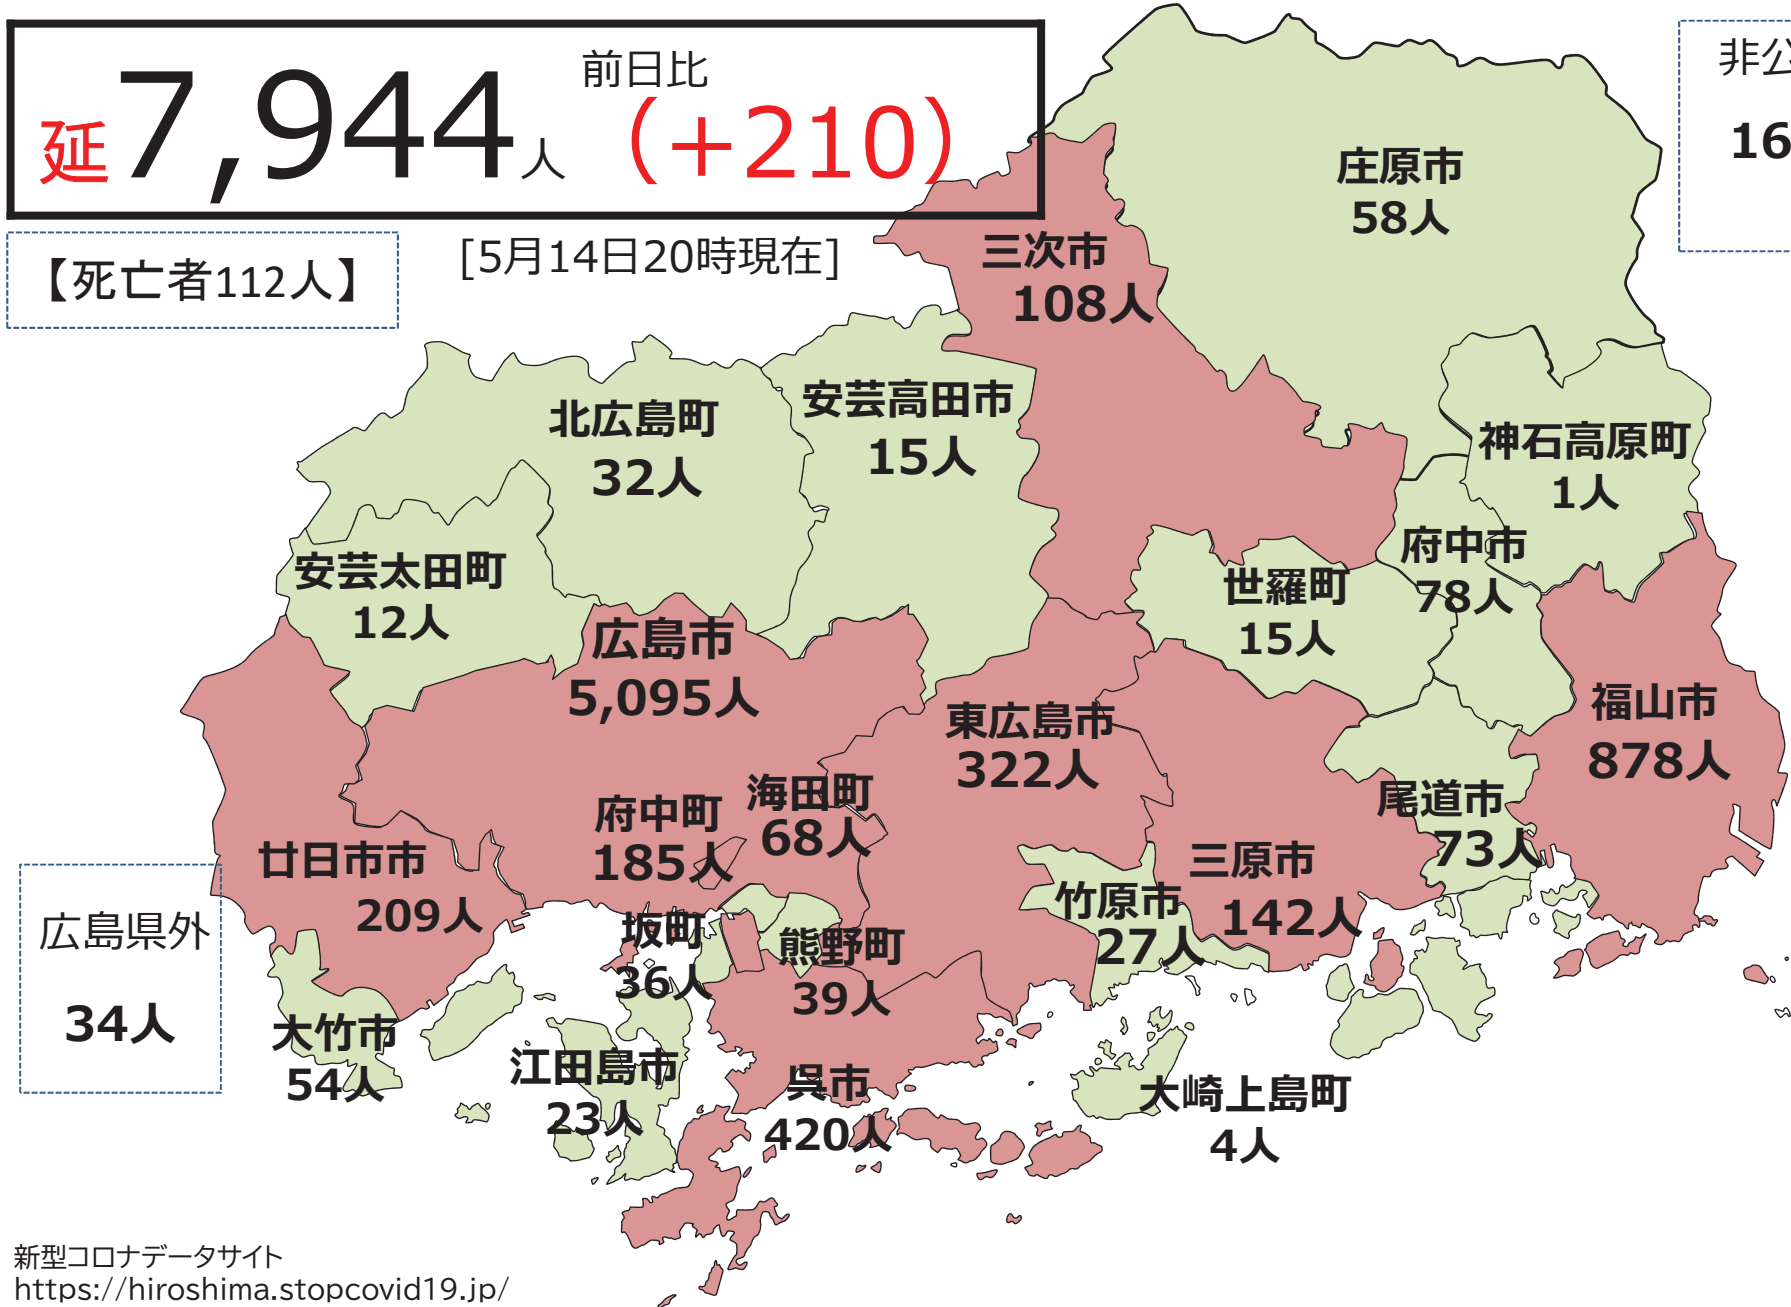 前日比
延7,944人（+210）
【死亡者112人】
[5月14日20時現在]
非公
16
庄原市
58人
三次市
108人
安芸高田市
15人
北広島町
32人
神石高原町
1人
府中市
78人
安芸太田町
12人
世羅町
15人
広島市
5,095人
福山市
878人
東広島市
322人
海田町
68人
府中町
185人
尾道市
73人
廿日市市
209人
三原市
142人
竹原市
27人
坂町
36人
熊野町
39人
広島県外
34人
大竹市
54人
江田島市
23人
呉市
420人
大崎上島町
4人
新型コロナデータサイト
https://hiroshima.stopcovid19.jp/